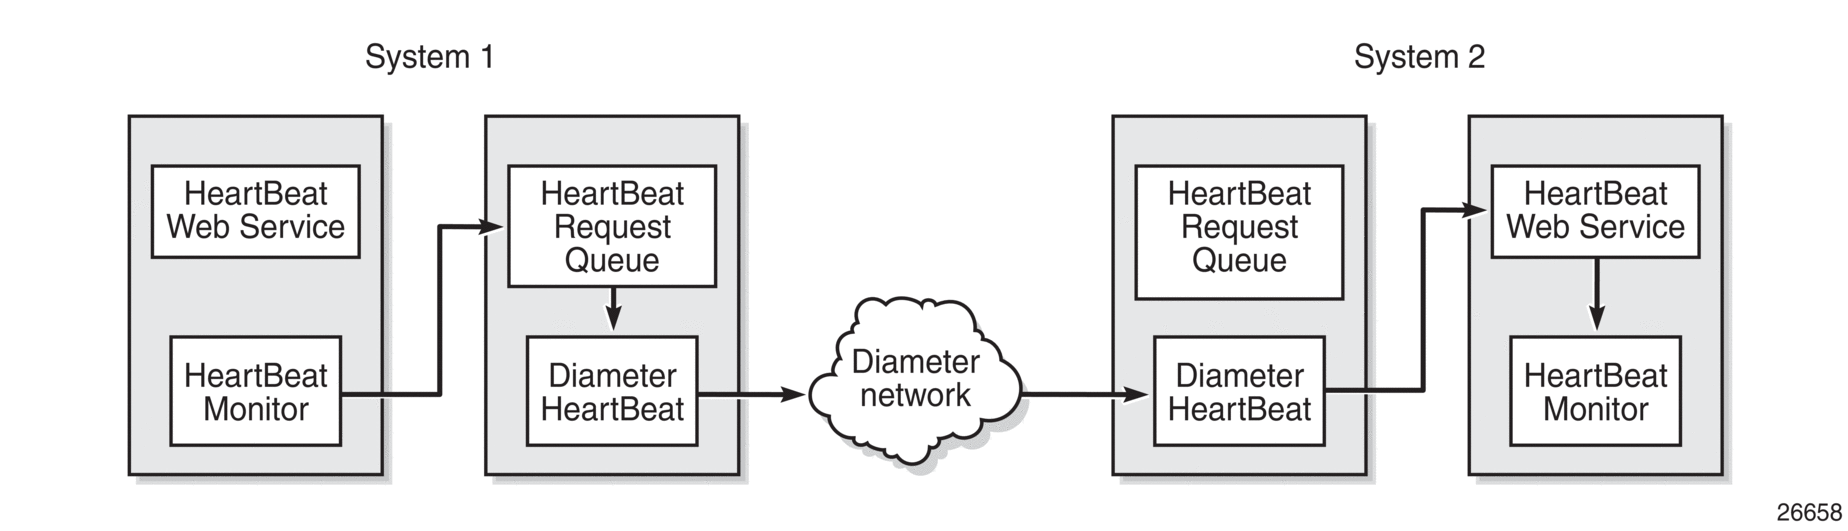 System 1
System 2
HeartBeat
Web Service
HeartBeat
Monitor
HeartBeat
Request
Queue
Diameter
HeartBeat
Diameter
network
HeartBeat
Request
Queue
Diameter
HeartBeat
HeartBeat
Web Service
HeartBeat
Monitor
26658